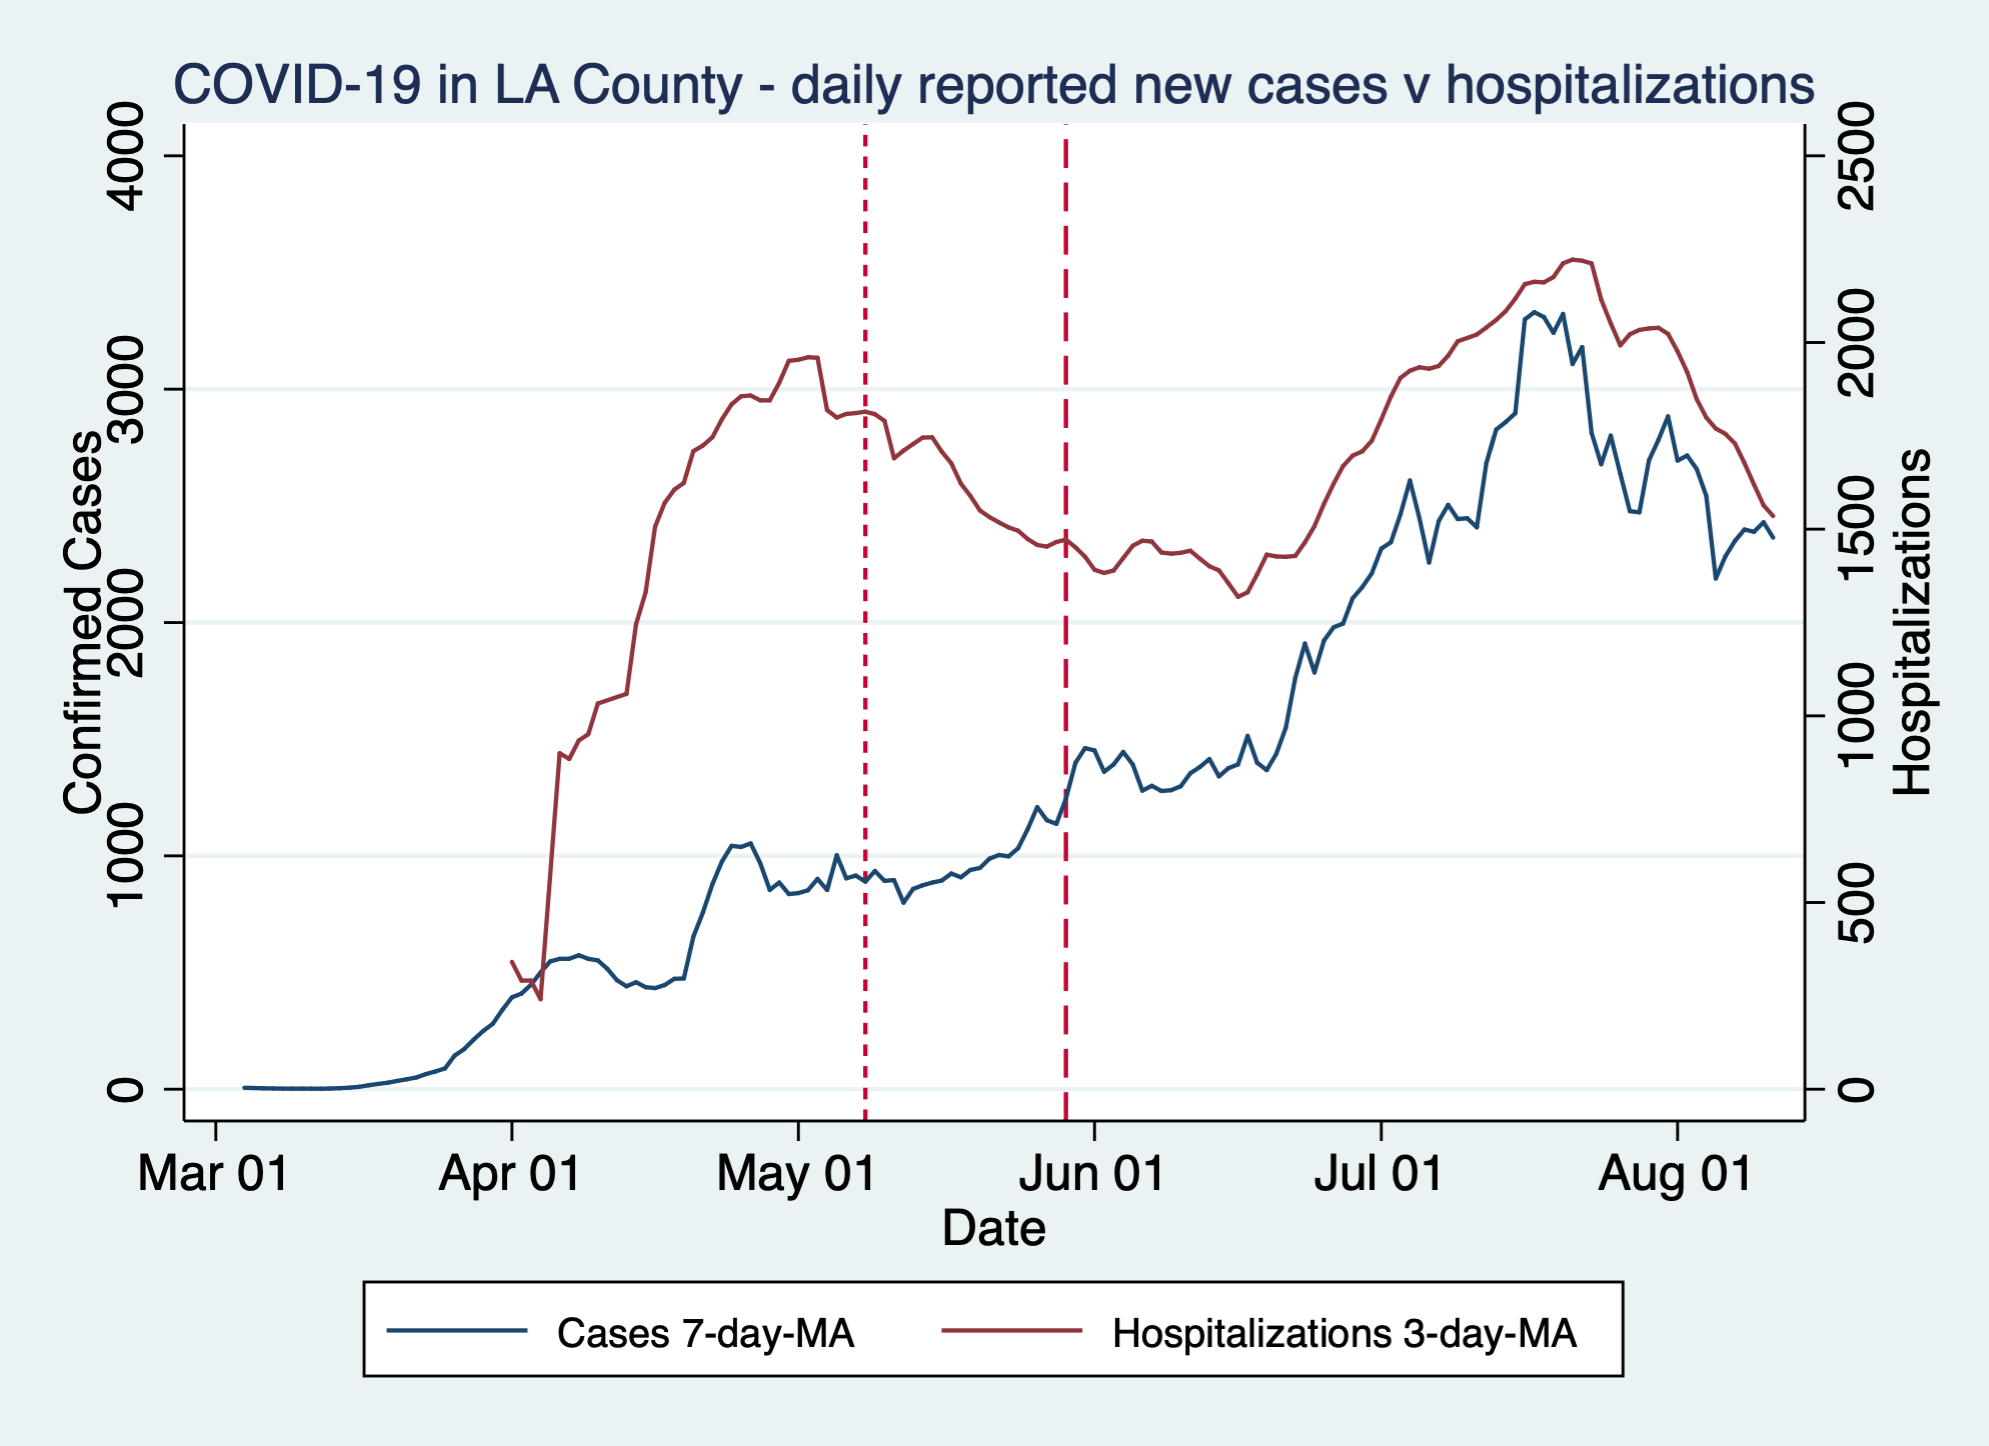 COVID-19 in LA County - daily reported new cases v hospitalizations
4000
3000
2000
1000
0
Confirmed Cases
2500
2000
1500
1000
500
0
Hospitalizations
Mar 01 Apr 01 May 01 Jun 01 Jul 01 Aug 01
Date
Cases 7-day-MA Hospitalizations 3-day-MA